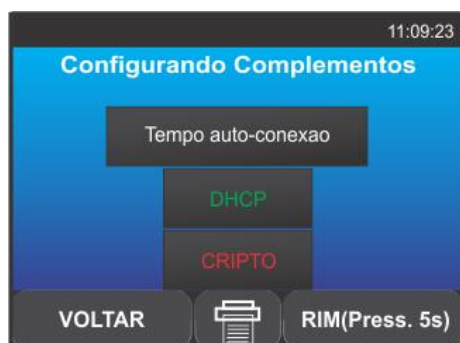 11:09:23
Configurando Complementos
Tempo auto-conexao
DHCP
CRIPTO
VOLTAR RIM(Press. 5s)